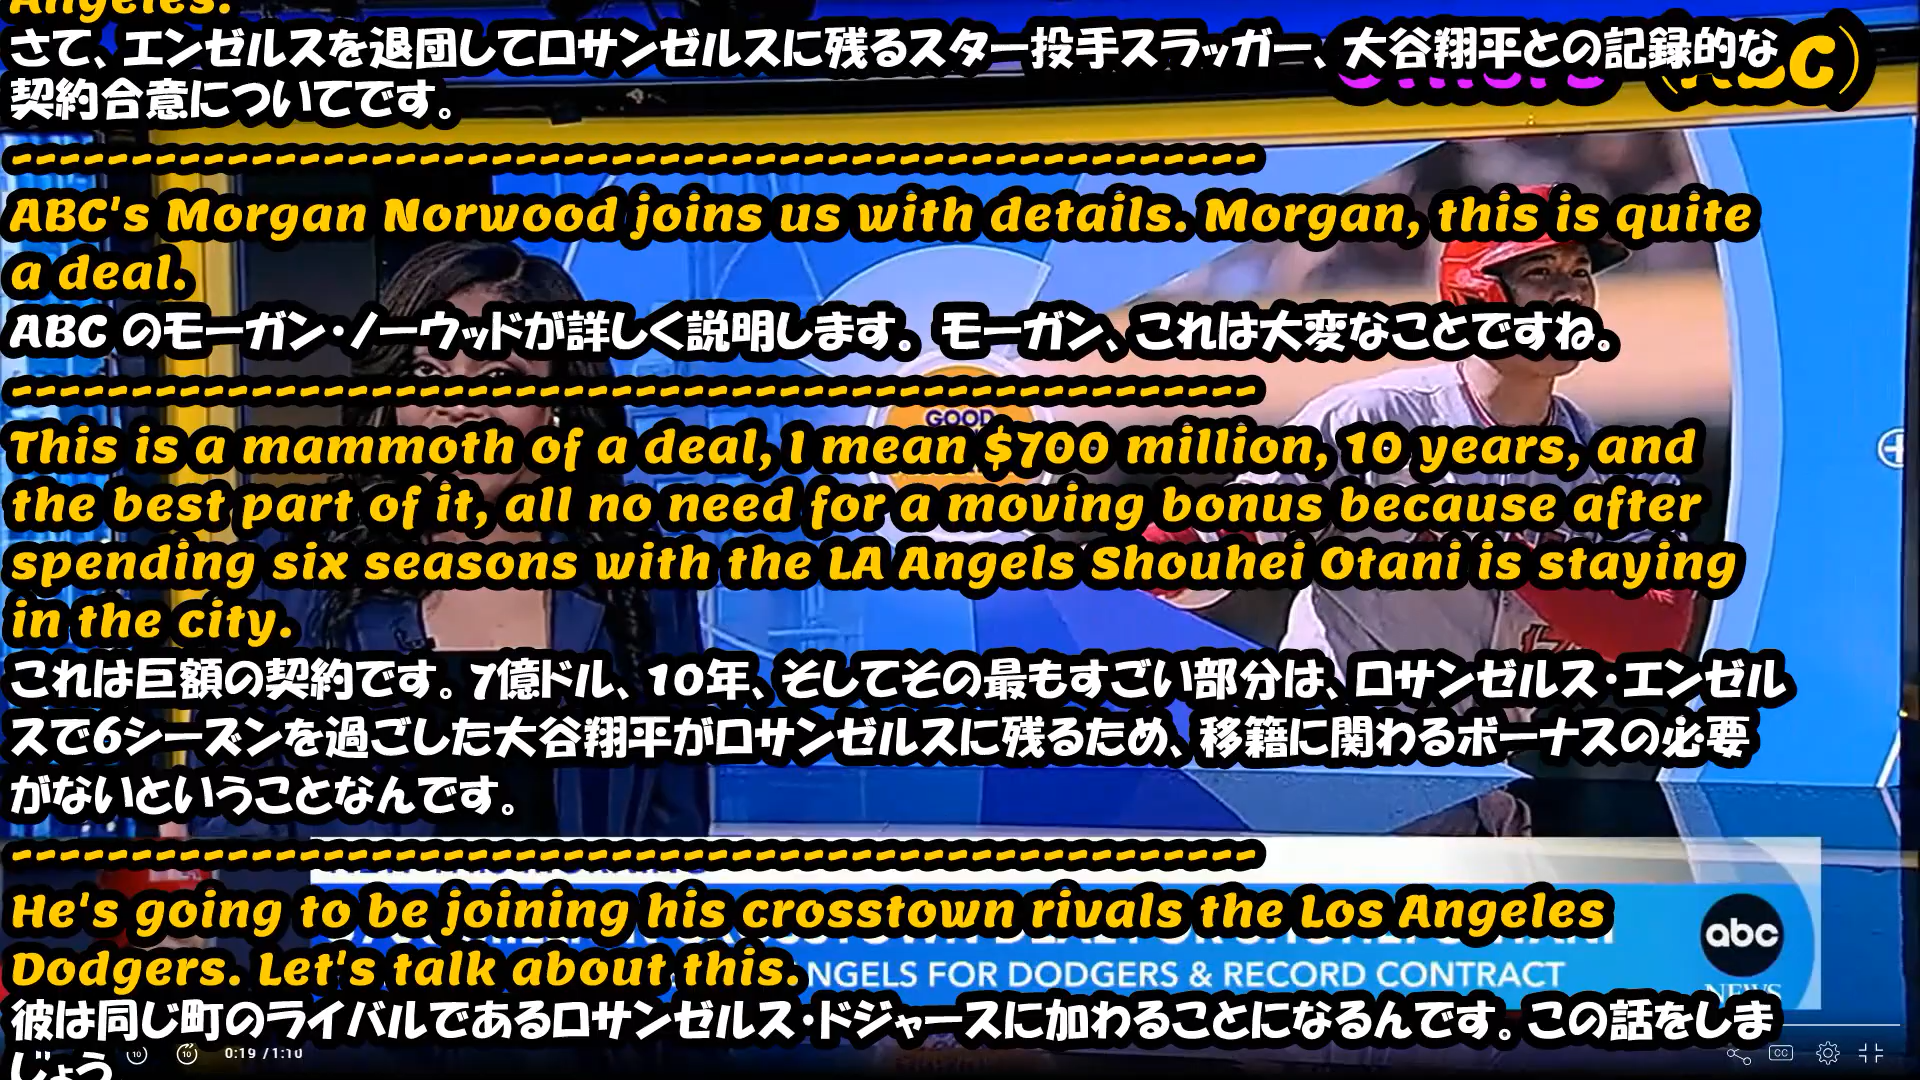 Angeles.
さて、エンゼルスを退団してロサンゼルスに残るスター投手スラッガー、大谷翔平との記録的な
契約合意についてです。
ABC's Morgan Norwood joins us with details. Morgan, this is quite
a deal.
ABC のモーガン・ノーウッドが詳しく説明します。モーガン、これは大変なことですね。
GOOD
This is a mammoth of a deal, I mean $700 million, 10 years, and
the best part of it, all no need for a moving bonus because after
spending six seasons with the LA Angels Shouhei Otani is staying
in the city.
これは巨額の契約です。7億ドル、10年、そしてその最もすごい部分は、ロサンゼルス・エンゼル
スで6シーズンを過ごした大谷翔平がロサンゼルスに残るため、移籍に関わるボーナスの必要
がないということなんです。
He's going to be joining his crosstown rivals the Los Angeles
Dodgers. Let's talk about this.
ANGELS FOR DODGERS & RECORD CONTRACT
abc
NEWS
彼は同じ町のライバルであるロサンゼルス・ドジャースに加わることになるんです。この話をしま
しょう
10
10
0:19 / 1:10
CC